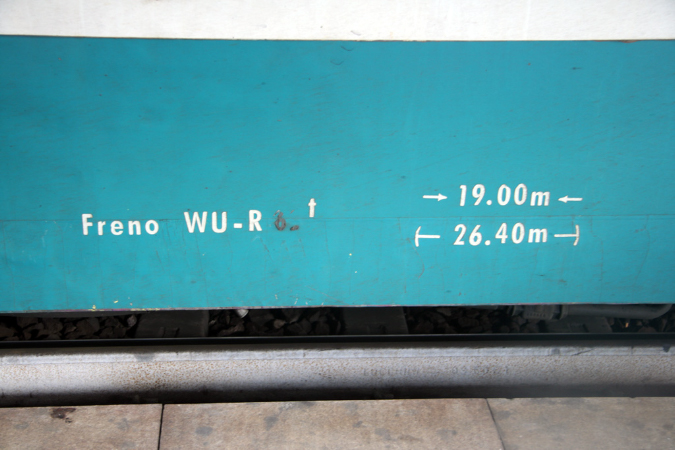 → 19.00m ←
Freno WU-R t
26.40m